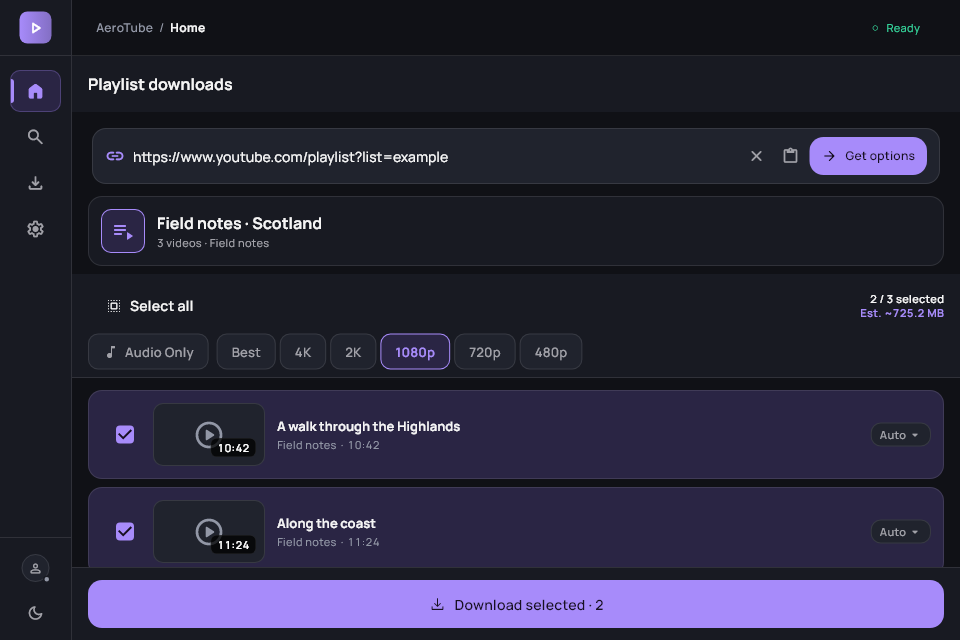 AeroTube / Home
Ready
Playlist downloads
https://www.youtube.com/playlist?list=example
Get options
Field notes · Scotland
3 videos · Field notes
Select all
2 / 3 selected
Est. ~725.2 MB
Audio Only
Best
4K
2K
1080p
720p
480p
10:42
A walk through the Highlands
Field notes · 10:42
Auto
11:24
Along the coast
Field notes · 11:24
Auto
Download selected · 2